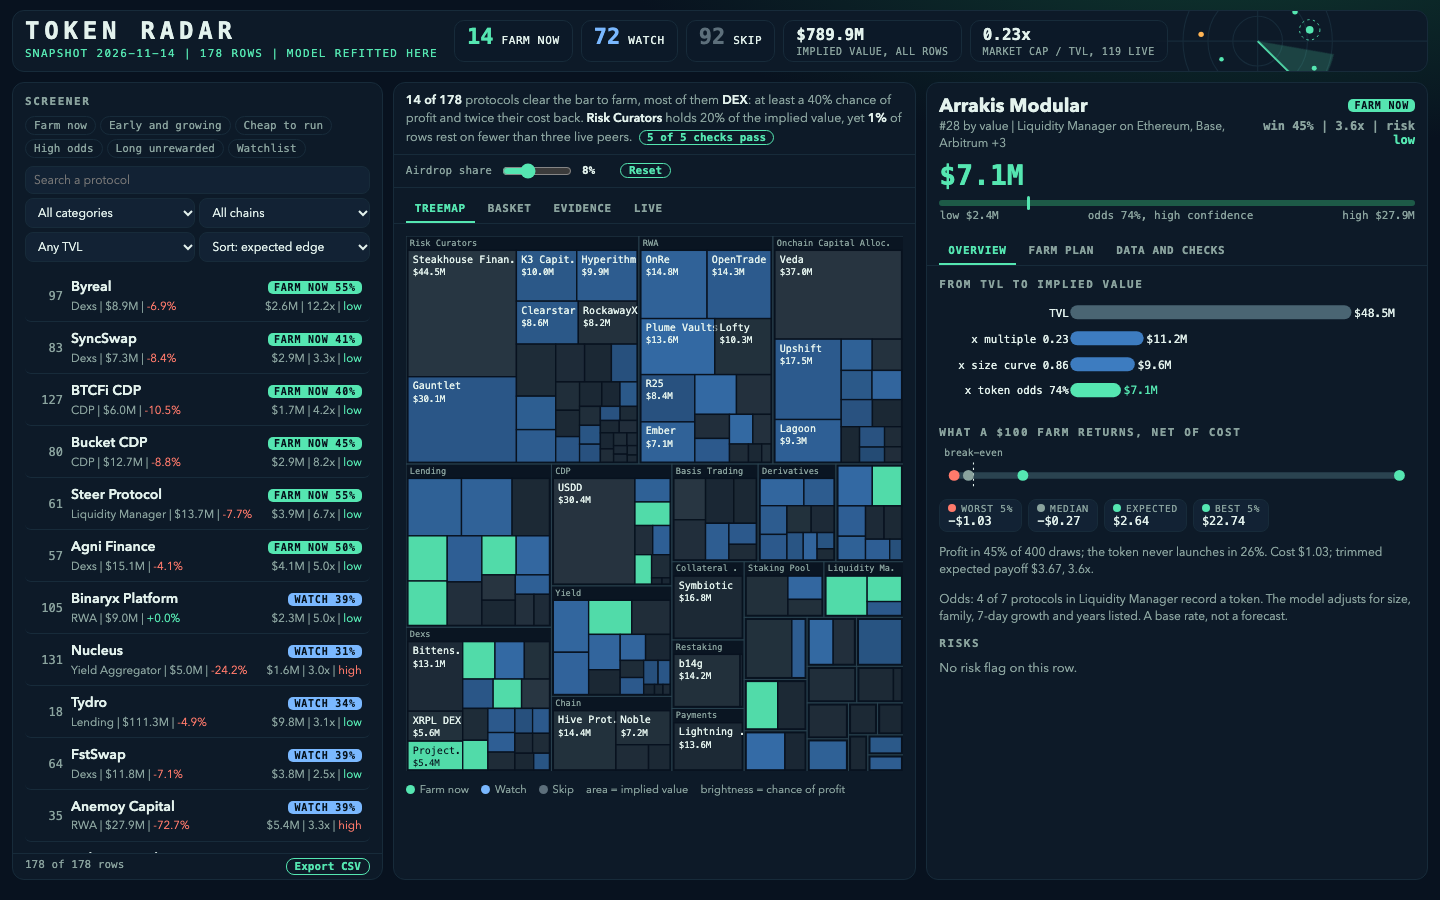 TOKEN RADAR
SNAPSHOT 2026-11-14 | 178 ROWS | MODEL REFITTED HERE
14 FARM NOW
72 WATCH
92 SKIP
$789.9M
IMPLIED VALUE, ALL ROWS
0.23x
MARKET CAP / TVL, 119 LIVE
SCREENER
Farm now
Early and growing
Cheap to run
High odds
Long unrewarded
Watchlist
Search a protocol
All categories
All chains
Any TVL
Sort: expected edge
97
Byreal
FARM NOW 55%
Dexs | $8.9M | -6.9%
$2.6M | 12.2x | low
83
SyncSwap
FARM NOW 41%
Dexs | $7.3M | -8.4%
$2.9M | 3.3x | low
127
BTCFi CDP
FARM NOW 40%
CDP | $6.0M | -10.5%
$1.7M | 4.2x | low
80
Bucket CDP
FARM NOW 45%
CDP | $12.7M | -8.8%
$2.9M | 8.2x | low
61
Steer Protocol
FARM NOW 55%
Liquidity Manager | $13.7M | -7.7%
$3.9M | 6.7x | low
57
Agni Finance
FARM NOW 50%
Dexs | $15.1M | -4.1%
$4.1M | 5.0x | low
105
Binaryx Platform
WATCH 39%
RWA | $9.0M | +0.0%
$2.3M | 5.0x | low
131
Nucleus
WATCH 31%
Yield Aggregator | $5.0M | -24.2%
$1.6M | 3.0x | high
18
Tydro
WATCH 34%
Lending | $111.3M | -4.9%
$9.8M | 3.1x | low
64
FstSwap
WATCH 39%
Dexs | $11.8M | -7.1%
$3.8M | 2.5x | low
35
Anemoy Capital
WATCH 39%
RWA | $27.9M | -72.7%
$5.4M | 3.3x | high
178 of 178 rows
Export CSV
14 of 178 protocols clear the bar to farm, most of them DEX: at least a 40% chance of
profit and twice their cost back. Risk Curators holds 20% of the implied value, yet 1% of
rows rest on fewer than three live peers. 5 of 5 checks pass
Airdrop share
8%
Reset
TREEMAP
BASKET
EVIDENCE
LIVE
Risk Curators
Steakhouse Finan.
$44.5M
K3 Capit.
$10.0M
Hyperithm
$9.9M
Clearstar
$8.6M
RockawayX
$8.2M
Gauntlet
$30.1M
RWA
OnRe
$14.8M
OpenTrade
$14.3M
Plume Vaults
$13.6M
Lofty
$10.3M
R25
$8.4M
Ember
$7.1M
Onchain Capital Alloc.
Veda
$37.0M
Upshift
$17.5M
Lagoon
$9.3M
Lending
CDP
USDD
$30.4M
Basis Trading
Derivatives
Collateral .
Symbiotic
$16.8M
Staking Pool
Liquidity Ma.
Yield
Dexs
Bittens.
$13.1M
XRPL DEX
$5.6M
Project.
$5.4M
Restaking
b14g
$14.2M
Chain
Hive Prot.
$14.4M
Noble
$7.2M
Payments
Lightning .
$13.6M
Farm now
Watch
Skip
area = implied value
brightness = chance of profit
Arrakis Modular
FARM NOW
#28 by value | Liquidity Manager on Ethereum, Base,
Arbitrum +3
win 45% | 3.6x | risk
low
$7.1M
low $2.4M
odds 74%, high confidence
high $27.9M
OVERVIEW
FARM PLAN
DATA AND CHECKS
FROM TVL TO IMPLIED VALUE
TVL
$48.5M
x multiple 0.23
$11.2M
x size curve 0.86
$9.6M
x token odds 74%
$7.1M
WHAT A $100 FARM RETURNS, NET OF COST
break-even
WORST 5%
-$1.03
MEDIAN
-$0.27
EXPECTED
$2.64
BEST 5%
$22.74
Profit in 45% of 400 draws; the token never launches in 26%. Cost $1.03; trimmed
expected payoff $3.67, 3.6x.
Odds: 4 of 7 protocols in Liquidity Manager record a token. The model adjusts for size,
family, 7-day growth and years listed. A base rate, not a forecast.
RISKS
No risk flag on this row.